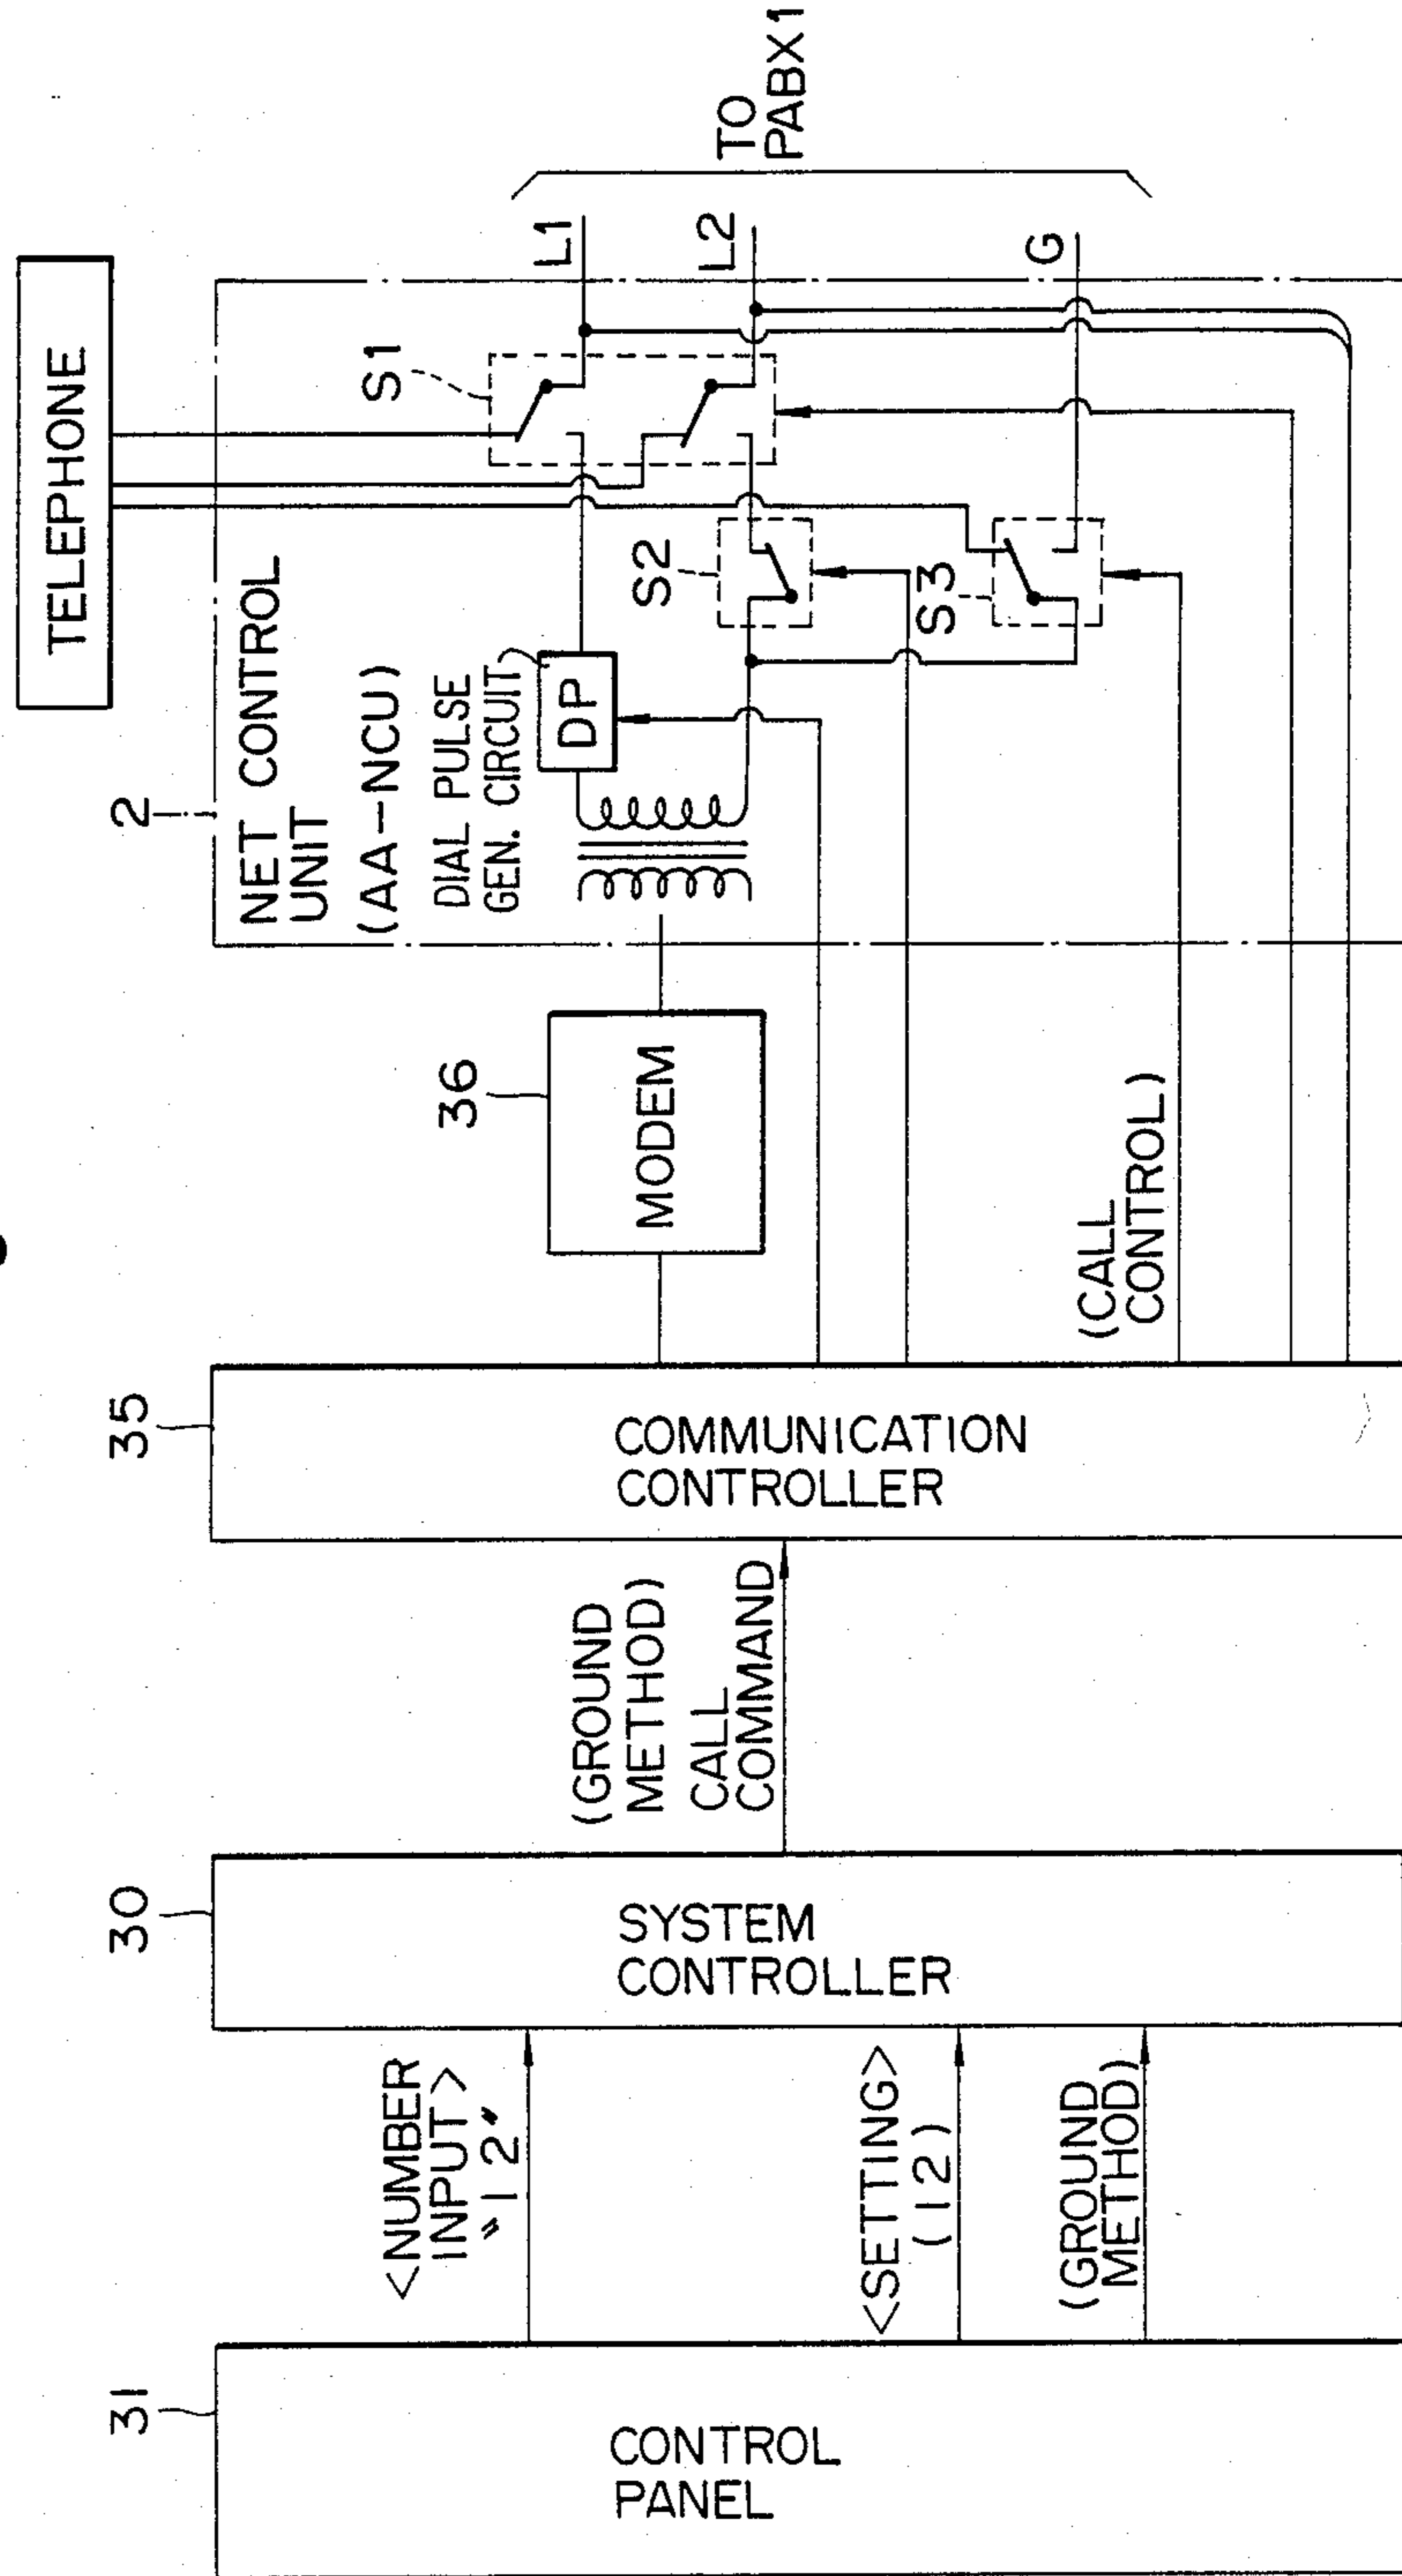 31
CONTROL
PANEL
<NUMBER
INPUT>
"12"
<SETTING>
(12)
(GROUND
METHOD)
30
SYSTEM
CONTROLLER
(GROUND
METHOD)
CALL
COMMAND
35
COMMUNICATION
CONTROLLER
36
MODEM
(CALL
CONTROL)
2
NET CONTROL
UNIT
(AA-NCU)
DIAL PULSE
GEN. CIRCUIT
DP
S1
S2
S3
TELEPHONE
L1
L2
G
TO
PABX1